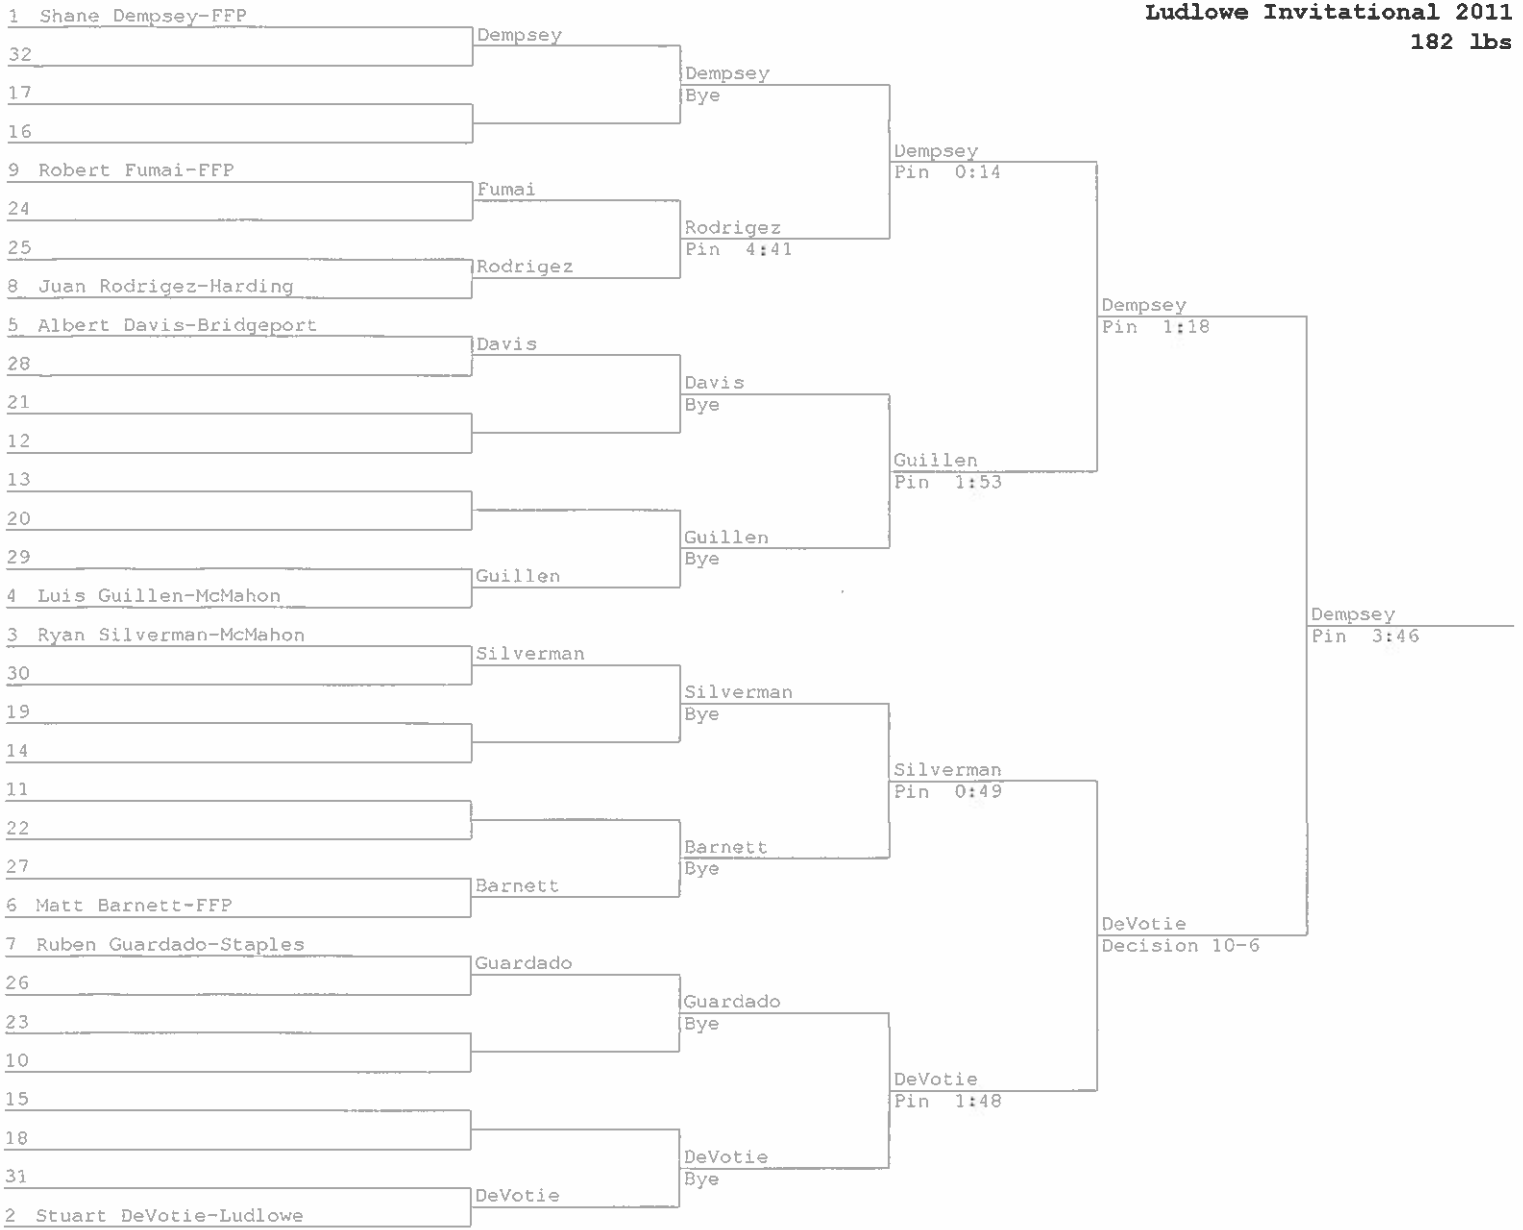 Ludlowe Invitational 2011
182 lbs
1 Shane Dempsey-FFP
32
17
16
9 Robert Fumai-FFP
24
25
8 Juan Rodrigez-Harding
5 Albert Davis-Bridgeport
28
21
12
13
20
29
4 Luis Guillen-McMahon
3 Ryan Silverman-McMahon
30
19
14
11
22
27
6 Matt Barnett-FFP
7 Ruben Guardado-Staples
26
23
10
15
18
31
2 Stuart DeVotie-Ludlowe
Dempsey
Fumai
Rodrigez
Davis
Guillen
Silverman
Barnett
Guardado
DeVotie
Dempsey
Bye
Rodrigez
Pin 4:41
Davis
Bye
Guillen
Bye
Silverman
Bye
Barnett
Bye
Guardado
Bye
DeVotie
Bye
Dempsey
Pin 0:14
Guillen
Pin 1:53
Silverman
Pin 0:49
DeVotie
Pin 1:48
Dempsey
Pin 1:18
DeVotie
Decision 10-6
Dempsey
Pin 3:46